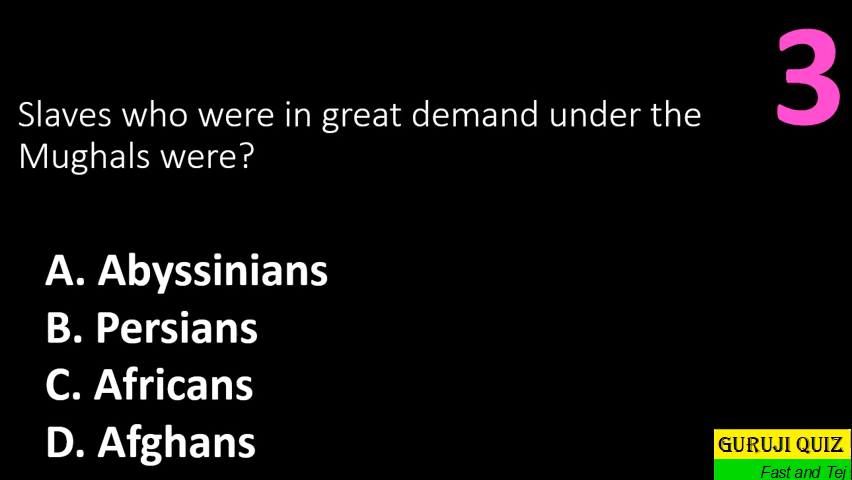 3
Slaves who were in great demand under the
Mughals were?
A. Abyssinians
B. Persians
C. Africans
D. Afghans
GURUJI QUIZ
Fast and Tej